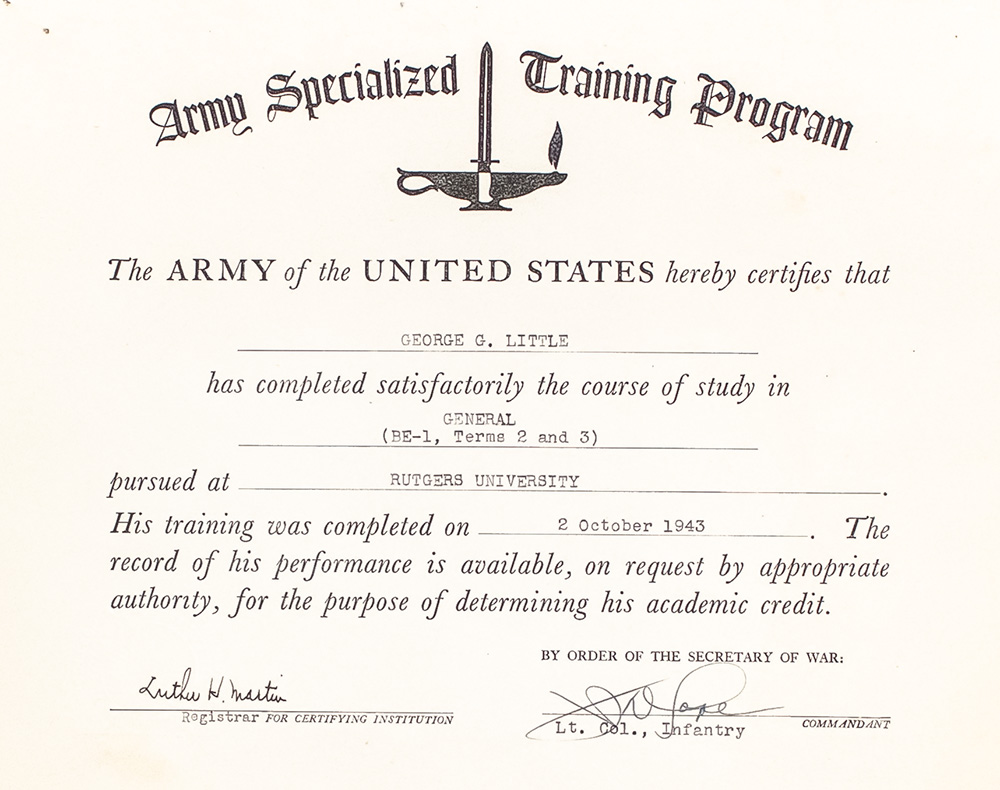 Army Specialized Training Program
The ARMY of the UNITED STATES hereby certifies that
GEORGE G. LITTLE
has completed satisfactorily the course of study in
GENERAL
(BE-1, Terms 2 and 3)
pursued at RUTGERS UNIVERSITY.
His training was completed on 2 October 1943. The
record of his performance is available, on request by appropriate
authority, for the purpose of determining his academic credit.
BY ORDER OF THE SECRETARY OF WAR:
Luther H. Martin
Registrar FOR CERTIFYING INSTITUTION
COMMANDANT
Lt. Col., Infantry